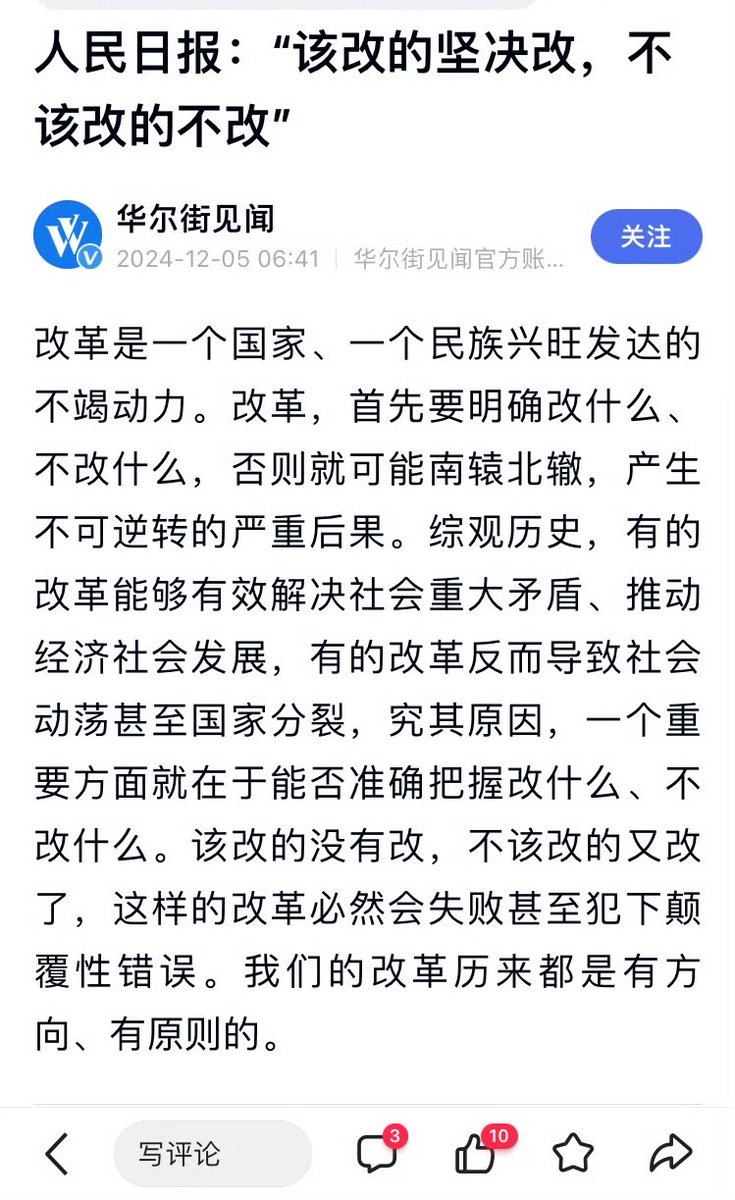 人民日报：“该改的坚决改，不
该改的不改”
华尔街见闻
2024-12-05 06:41 华尔街见闻官方账...
关注
改革是一个国家、一个民族兴旺发达的
不竭动力。改革，首先要明确改什么、
不改什么，否则就可能南辕北辙，产生
不可逆转的严重后果。综观历史，有的
改革能够有效解决社会重大矛盾、推动
经济社会发展，有的改革反而导致社会
动荡甚至国家分裂，究其原因，一个重
要方面就在于能否准确把握改什么、不
改什么。该改的没有改，不该改的又改
了，这样的改革必然会失败甚至犯下颠
覆性错误。我们的改革历来都是有方
向、有原则的。
写评论
3
10